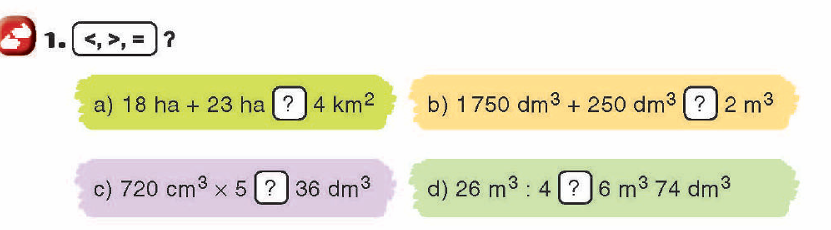 1. <, >, = ?
a) 18 ha + 23 ha ? 4 km²
b) 1 750 dm³ + 250 dm³ ? 2 m³
c) 720 cm³ × 5 ? 36 dm³
d) 26 m³ : 4 ? 6 m³ 74 dm³